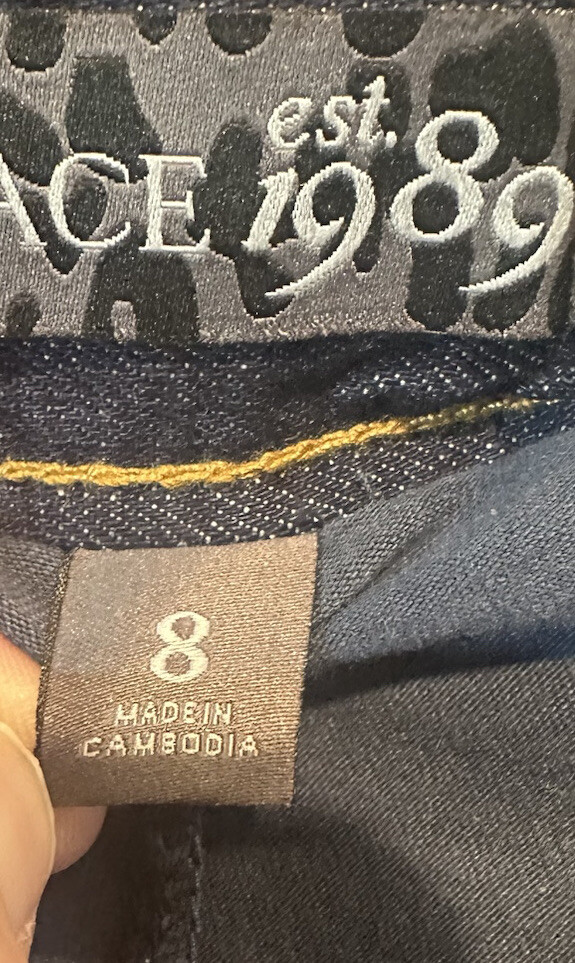 est.
ACE 1989
8
MADE IN
CAMBODIA